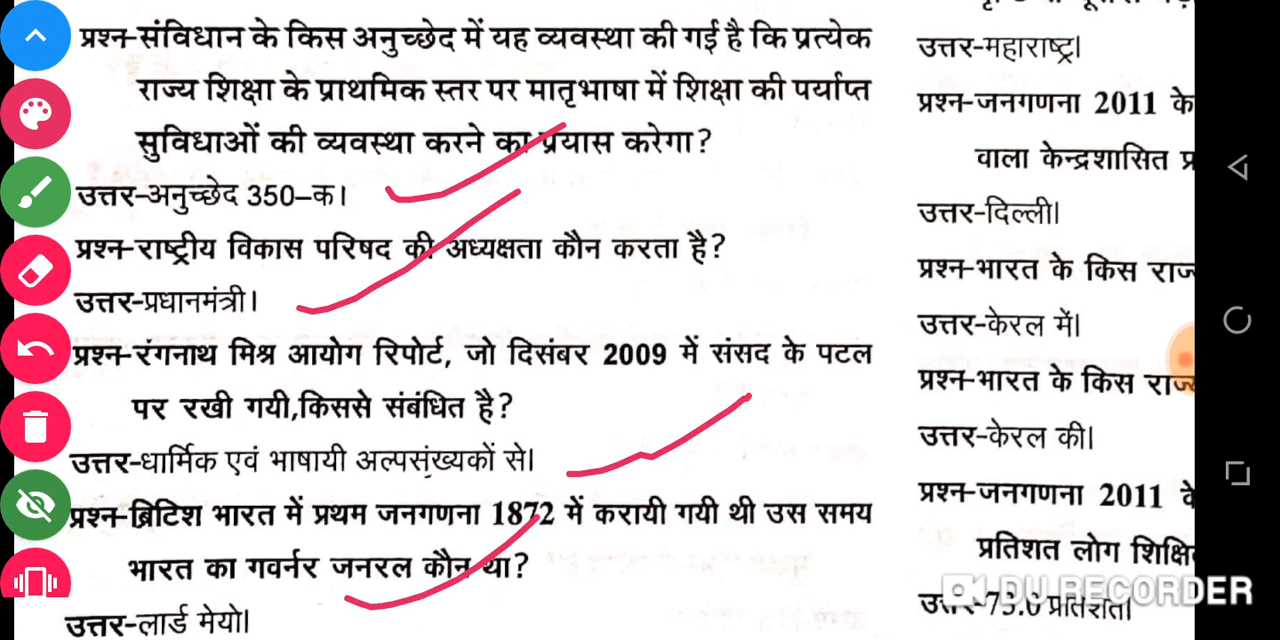 प्रश्न-संविधान के किस अनुच्छेद में यह व्यवस्था की गई है कि प्रत्येक
राज्य शिक्षा के प्राथमिक स्तर पर मातृभाषा में शिक्षा की पर्याप्त
सुविधाओं की व्यवस्था करने का प्रयास करेगा?
उत्तर-अनुच्छेद 350-क।
प्रश्न-राष्ट्रीय विकास परिषद की अध्यक्षता कौन करता है?
उत्तर-प्रधानमंत्री।
प्रश्न-रंगनाथ मिश्र आयोग रिपोर्ट, जो दिसंबर 2009 में संसद के पटल
पर रखी गयी,किससे संबंधित है?
उत्तर-धार्मिक एवं भाषायी अल्पसंख्यकों से।
प्रश्न-ब्रिटिश भारत में प्रथम जनगणना 1872 में करायी गयी थी उस समय
भारत का गवर्नर जनरल कौन था?
उत्तर-लार्ड मेयो।
उत्तर-महाराष्ट्र।
प्रश्न-जनगणना 2011 के
वाला केन्द्रशासित
उत्तर-दिल्ली।
प्रश्न-भारत के किस
उत्तर-केरल में।
प्रश्न-भारत के किस
उत्तर-केरल की।
प्रश्न-जनगणना 2011
प्रतिशत लोग
उत्तर-73.0 प्रतिशत।
DU RECORDER